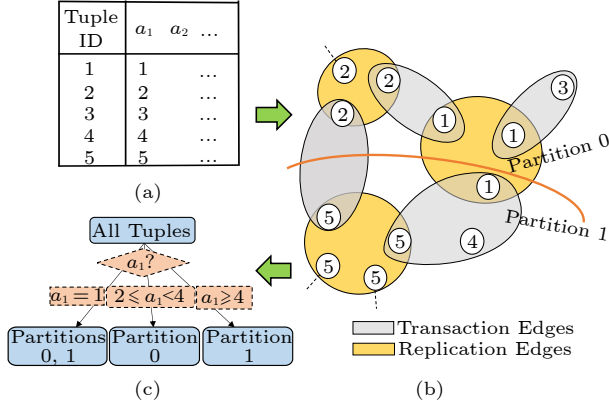 Tuple ID a₁ a₂ ...
1 1 ...
2 2 ...
3 3 ...
4 4 ...
5 5 ...
(a)
2
2
3
2
1
1
Partition 0
1
Partition 1
5
5
4
5
5
Transaction Edges
Replication Edges
(b)
All Tuples
a₁?
a₁=1
2⩽a₁<4
a₁⩾4
Partitions
0, 1
Partition
0
Partition
1
(c)